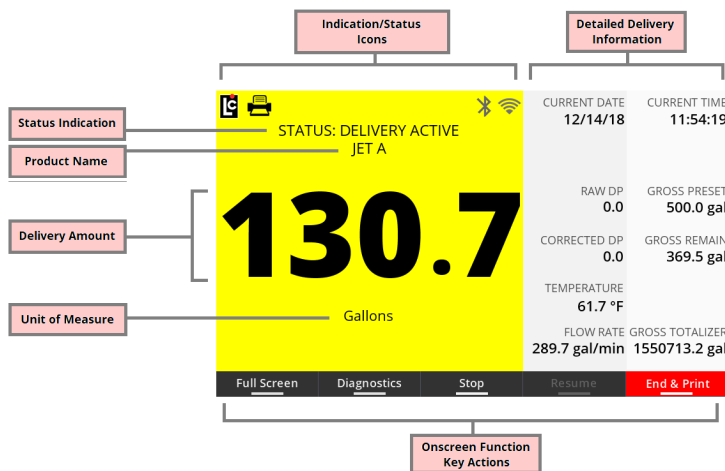 Indication/Status
Icons
Detailed Delivery
Information
Status Indication
Product Name
Delivery Amount
Unit of Measure
LC
STATUS: DELIVERY ACTIVE
JET A
130.7
Gallons
CURRENT DATE
12/14/18
CURRENT TIME
11:54:19
RAW DP
0.0
GROSS PRESET
500.0 gal
CORRECTED DP
0.0
GROSS REMAIN
369.5 gal
TEMPERATURE
61.7 °F
FLOW RATE
289.7 gal/min
GROSS TOTALIZER
1550713.2 gal
Full Screen
Diagnostics
Stop
Resume
End & Print
Onscreen Function
Key Actions